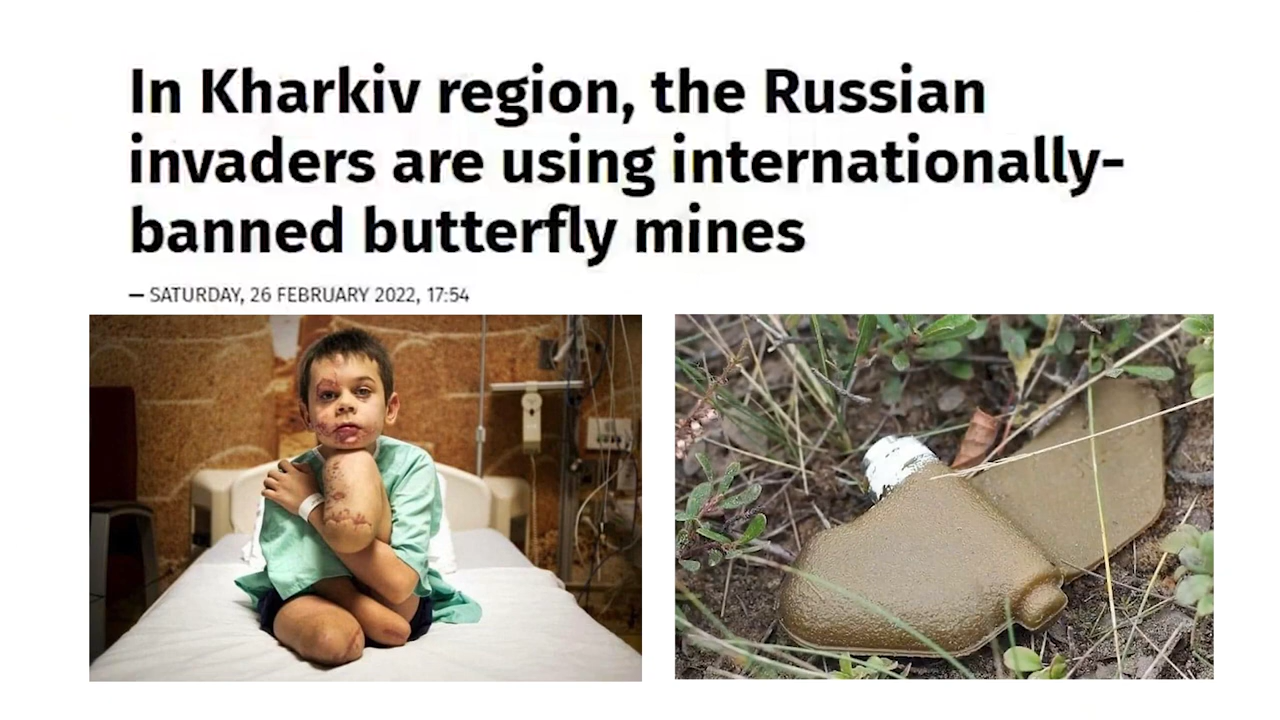 In Kharkiv region, the Russian
invaders are using internationally-
banned butterfly mines
— SATURDAY, 26 FEBRUARY 2022, 17:54